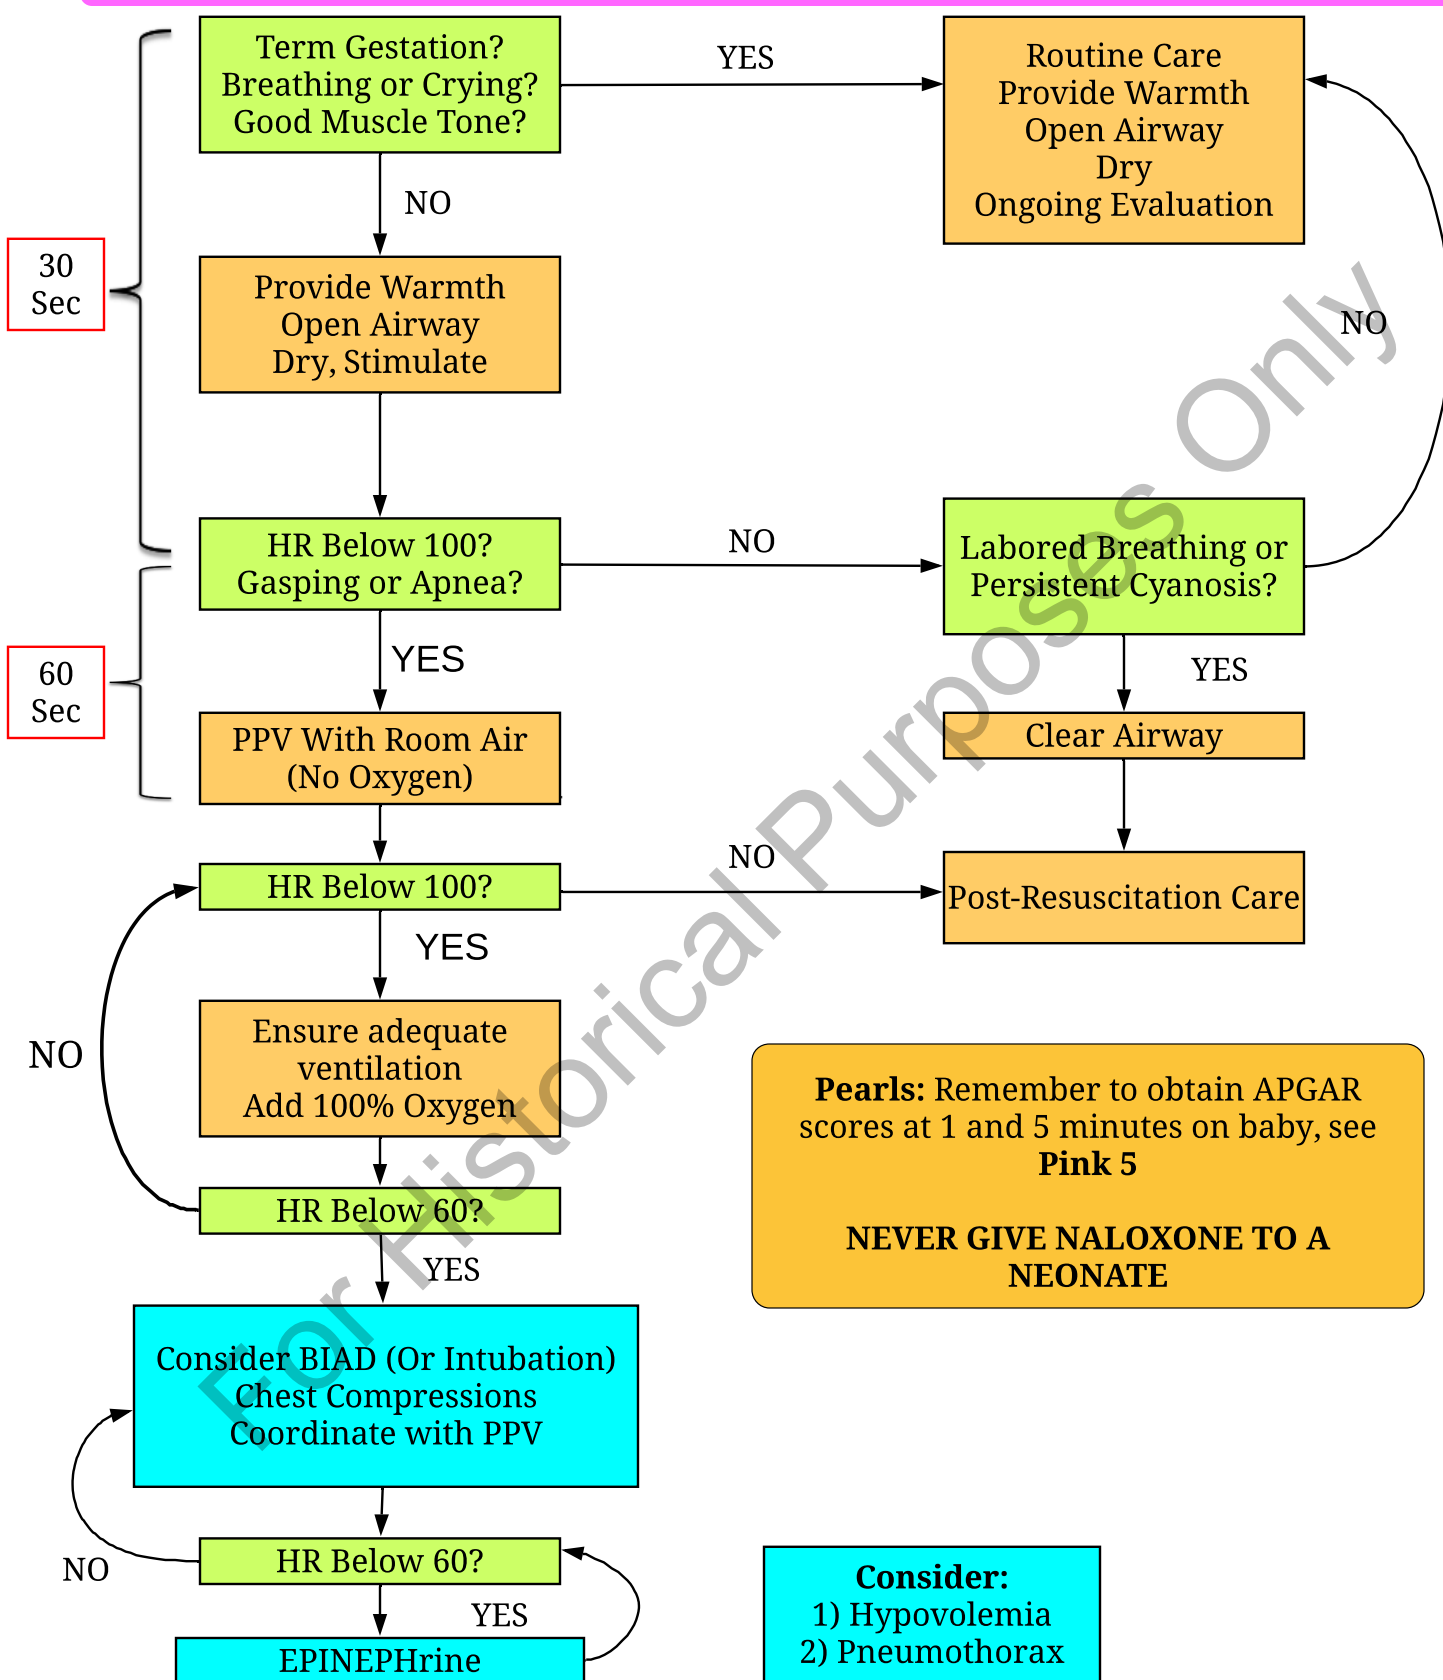 Term Gestation?
Breathing or Crying?
Good Muscle Tone?
YES
Routine Care
Provide Warmth
Open Airway
Dry
Ongoing Evaluation
NO
30
Sec
Provide Warmth
Open Airway
Dry, Stimulate
NO
HR Below 100?
Gasping or Apnea?
NO
Labored Breathing or
Persistent Cyanosis?
YES
YES
60
Sec
PPV With Room Air
(No Oxygen)
Clear Airway
HR Below 100?
NO
Post-Resuscitation Care
YES
Ensure adequate
ventilation
Add 100% Oxygen
NO
HR Below 60?
YES
Pearls: Remember to obtain APGAR
scores at 1 and 5 minutes on baby, see
Pink 5
NEVER GIVE NALOXONE TO A
NEONATE
Consider BIAD (Or Intubation)
Chest Compressions
Coordinate with PPV
HR Below 60?
NO
YES
EPINEPHrine
Consider:
1) Hypovolemia
2) Pneumothorax
For Historical Purposes Only